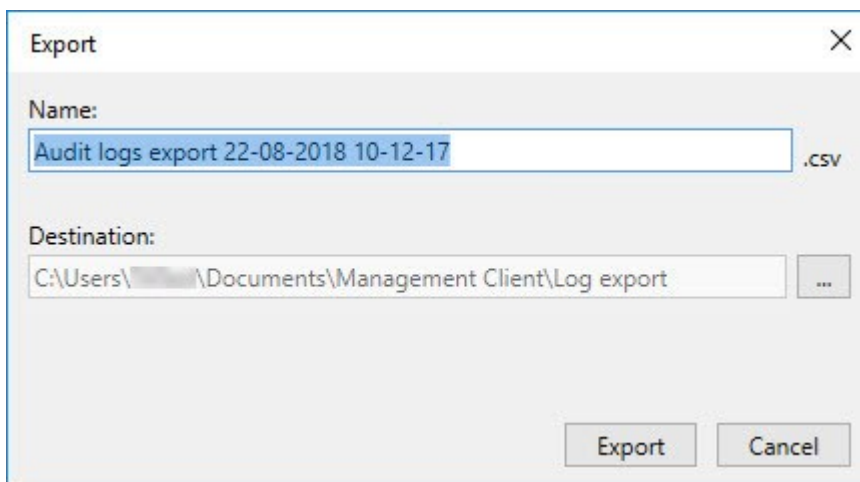 Export
Name:
Audit logs export 22-08-2018 10-12-17 .csv
Destination:
C:\Users\ \Documents\Management Client\Log export ...
Export Cancel